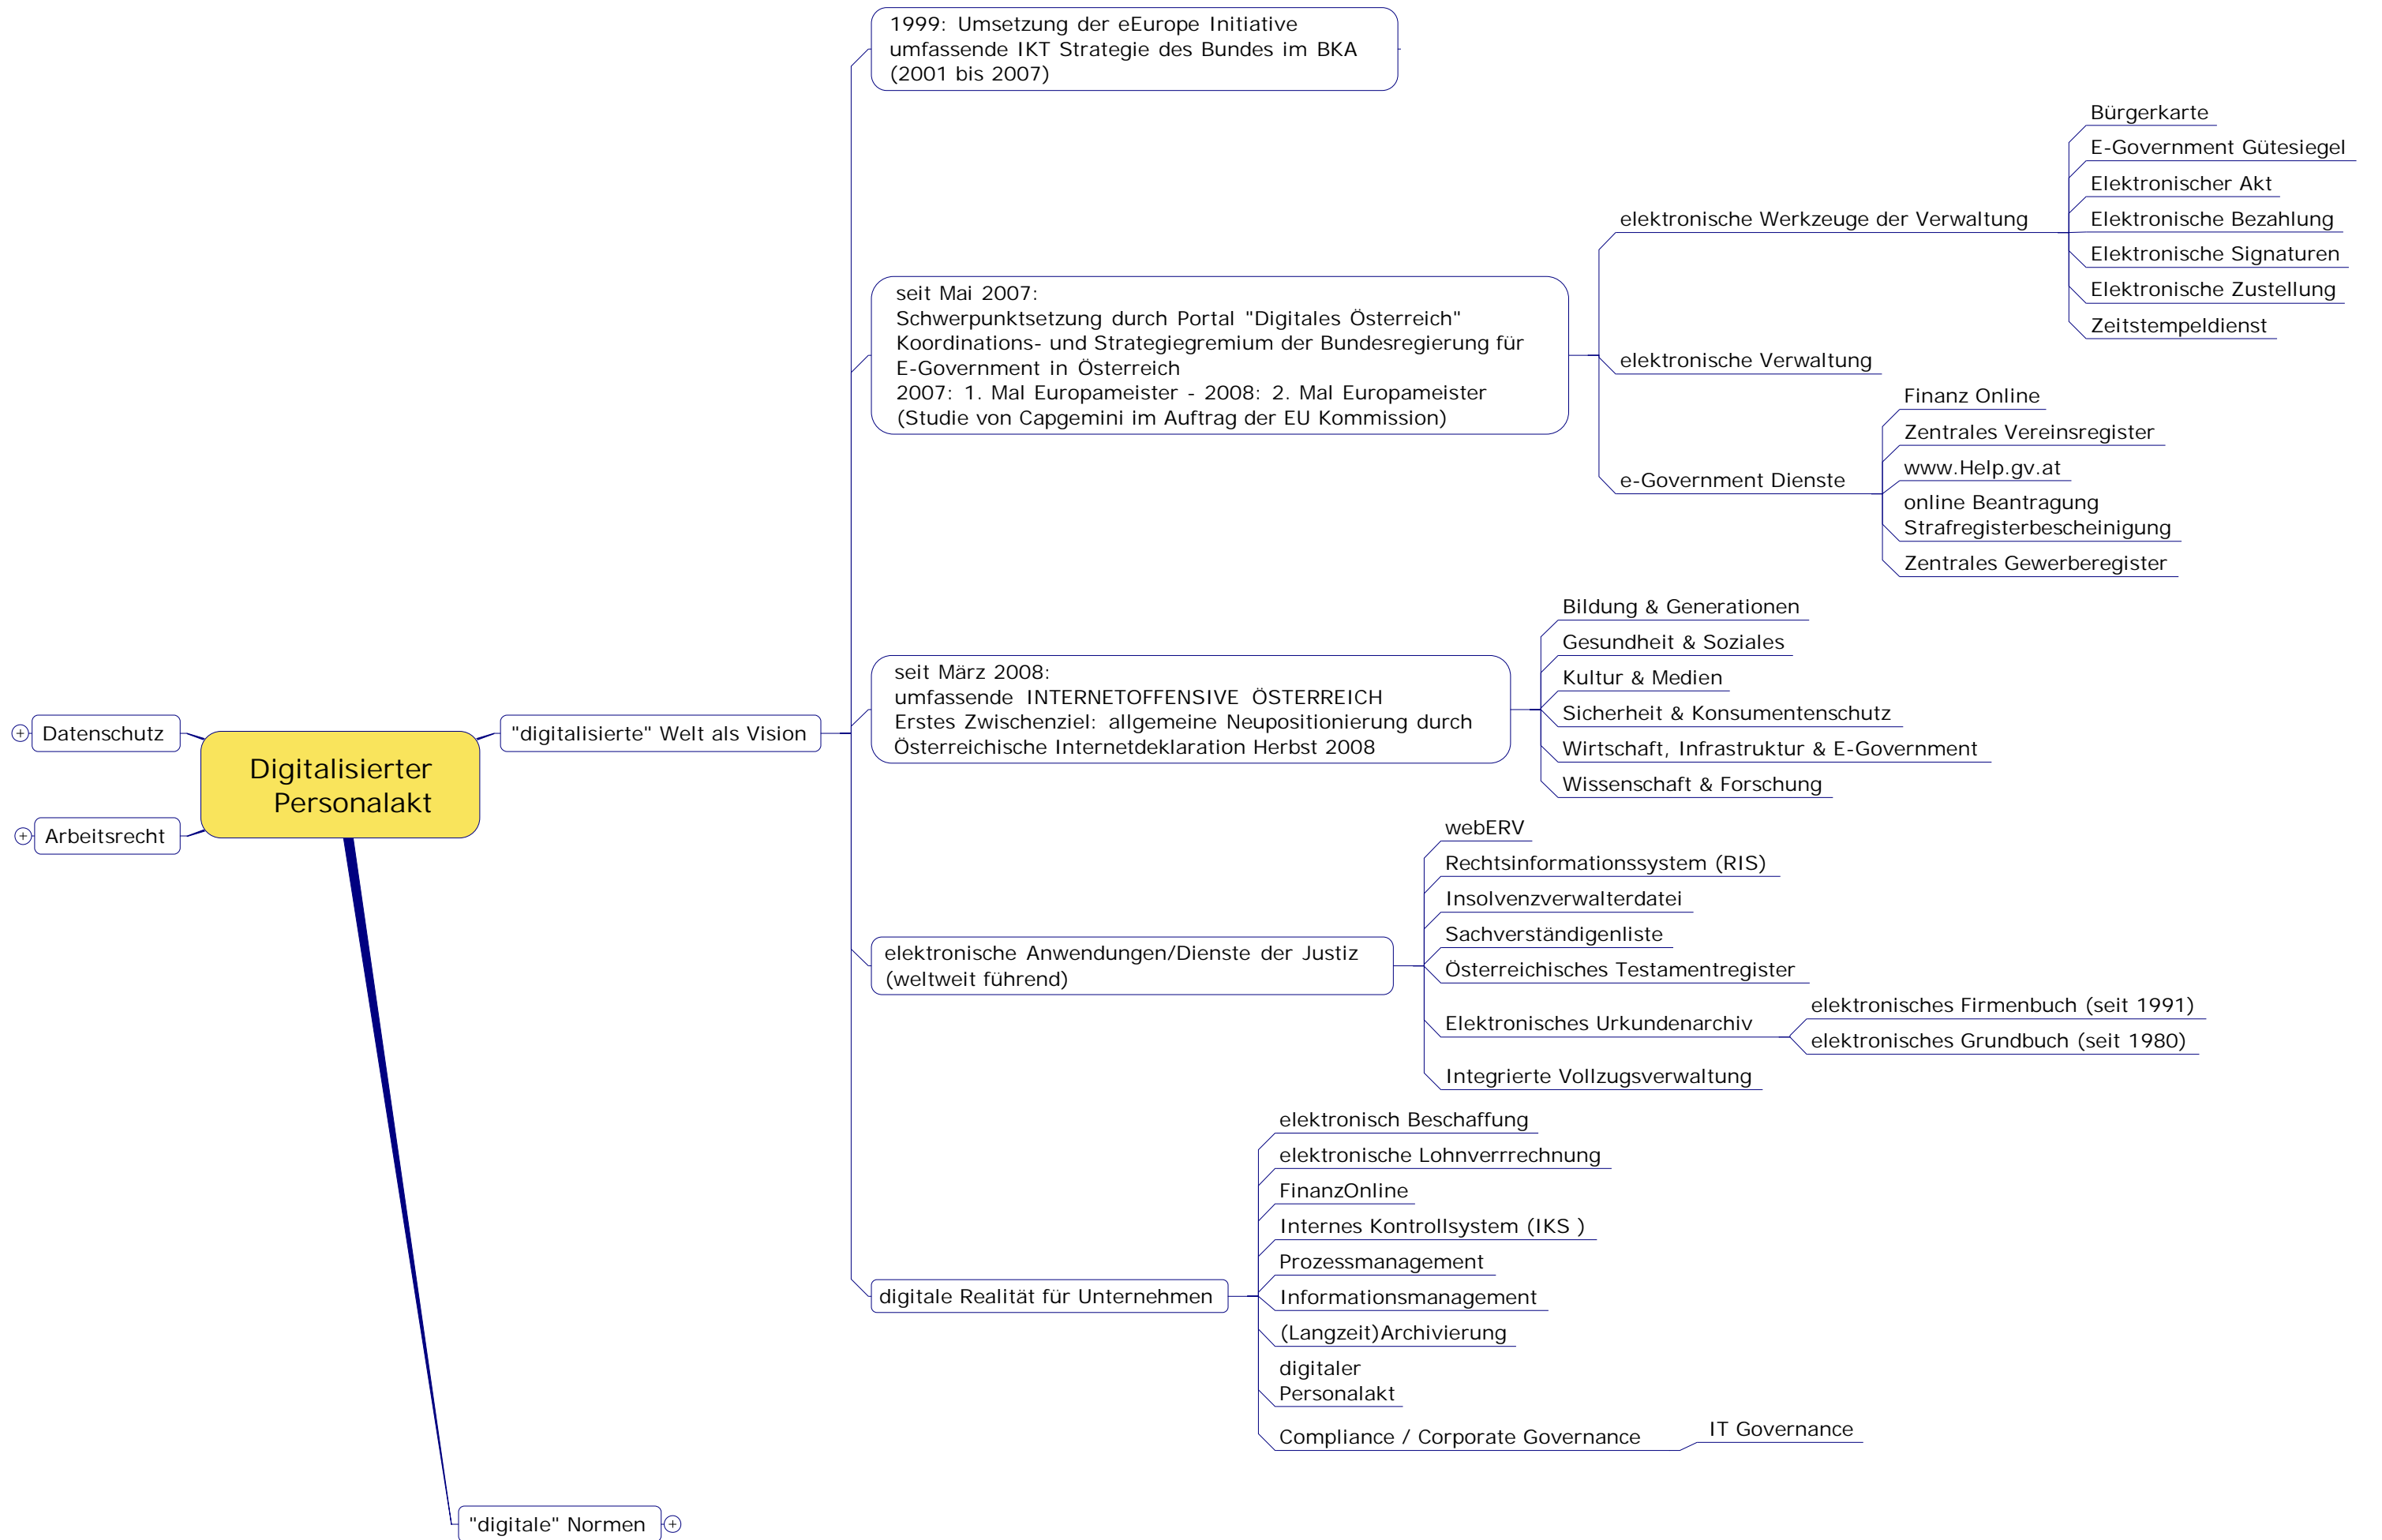 1999: Umsetzung der eEurope Initiative
umfassende IKT Strategie des Bundes im BKA
(2001 bis 2007)
Bürgerkarte
E-Government Gütesiegel
Elektronischer Akt
elektronische Werkzeuge der Verwaltung
Elektronische Bezahlung
Elektronische Signaturen
Elektronische Zustellung
Zeitstempeldienst
seit Mai 2007:
Schwerpunktsetzung durch Portal "Digitales Österreich"
Koordinations- und Strategiegremium der Bundesregierung für
E-Government in Österreich
2007: 1. Mal Europameister - 2008: 2. Mal Europameister
(Studie von Capgemini im Auftrag der EU Kommission)
elektronische Verwaltung
Finanz Online
Zentrales Vereinsregister
www.Help.gv.at
e-Government Dienste
online Beantragung
Strafregisterbescheinigung
Zentrales Gewerberegister
Bildung & Generationen
Gesundheit & Soziales
Kultur & Medien
Sicherheit & Konsumentenschutz
Wirtschaft, Infrastruktur & E-Government
Wissenschaft & Forschung
seit März 2008:
umfassende INTERNETOFFENSIVE ÖSTERREICH
Erstes Zwischenziel: allgemeine Neupositionierung durch
Österreichische Internetdeklaration Herbst 2008
Datenschutz
"digitalisierte" Welt als Vision
Digitalisierter
Personalakt
Arbeitsrecht
webERV
Rechtsinformationssystem (RIS)
Insolvenzverwalterdatei
Sachverständigenliste
elektronische Anwendungen/Dienste der Justiz
(weltweit führend)
Österreichisches Testamentregister
Elektronisches Urkundenarchiv
elektronisches Firmenbuch (seit 1991)
elektronisches Grundbuch (seit 1980)
Integrierte Vollzugsverwaltung
elektronisch Beschaffung
elektronische Lohnverrrechnung
FinanzOnline
Internes Kontrollsystem (IKS )
Prozessmanagement
digitale Realität für Unternehmen
Informationsmanagement
(Langzeit)Archivierung
digitaler
Personalakt
Compliance / Corporate Governance
IT Governance
"digitale" Normen